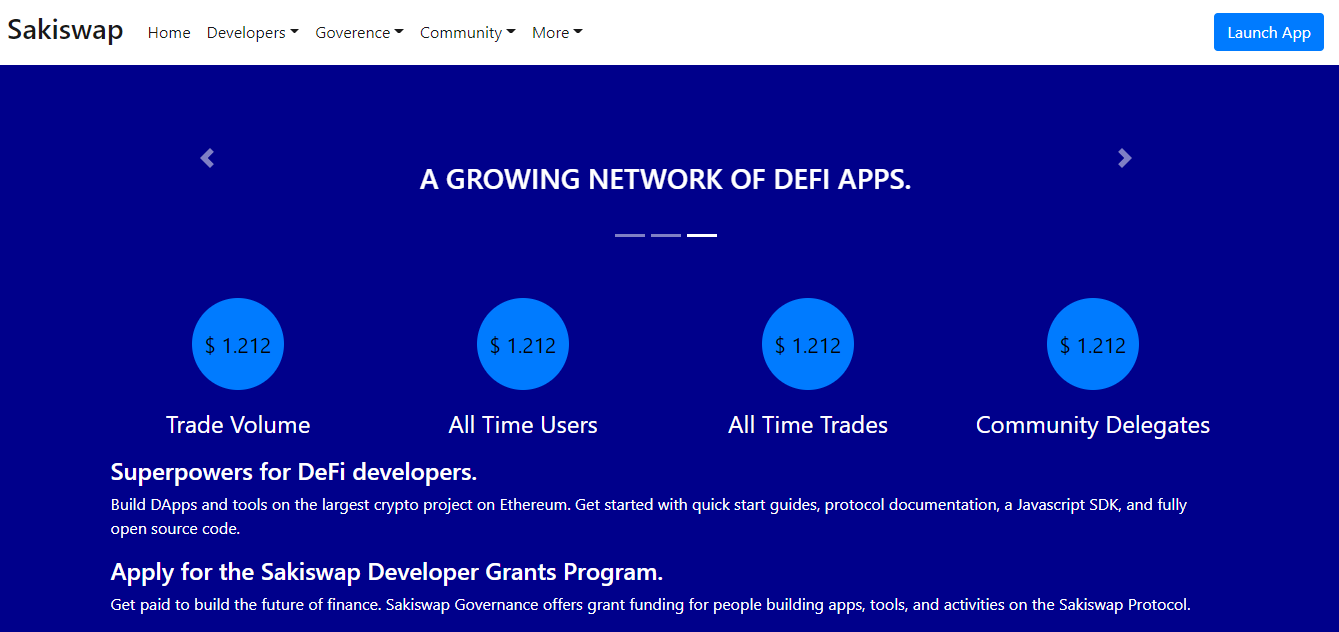 Sakiswap Home Developers Goverence Community More Launch App
A GROWING NETWORK OF DEFI APPS.
$ 1.212 $ 1.212 $ 1.212 $ 1.212
Trade Volume All Time Users All Time Trades Community Delegates
Superpowers for DeFi developers.
Build DApps and tools on the largest crypto project on Ethereum. Get started with quick start guides, protocol documentation, a Javascript SDK, and fully
open source code.
Apply for the Sakiswap Developer Grants Program.
Get paid to build the future of finance. Sakiswap Governance offers grant funding for people building apps, tools, and activities on the Sakiswap Protocol.